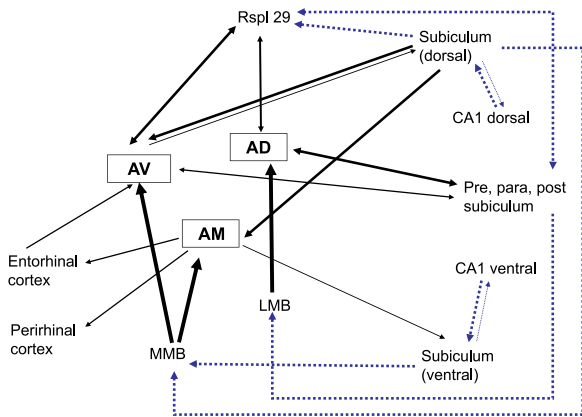 Rspl 29
Subiculum
(dorsal)
CA1 dorsal
AD
AV
Pre, para, post
subiculum
AM
Entorhinal
cortex
CA1 ventral
LMB
Perirhinal
cortex
MMB
Subiculum
(ventral)